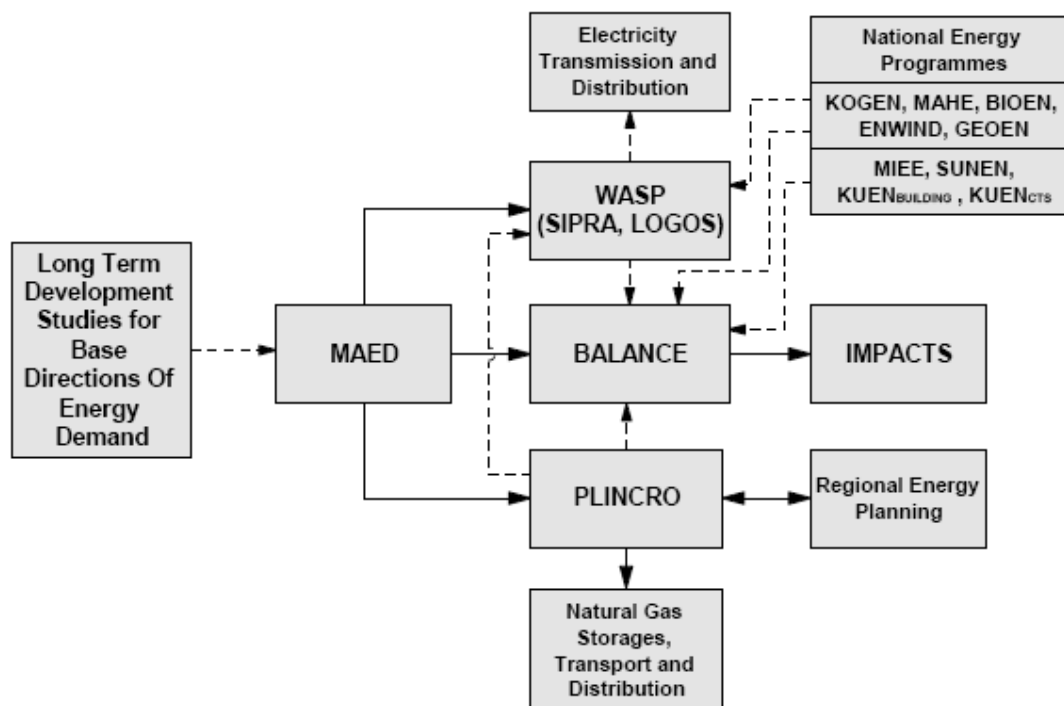 Electricity
Transmission and
Distribution
National Energy
Programmes
KOGEN, MAHE, BIOEN,
ENWIND, GEOEN
MIEE, SUNEN,
KUENBUILDING , KUENCTS
WASP
(SIPRA, LOGOS)
Long Term
Development
Studies for
Base
Directions Of
Energy
Demand
MAED
BALANCE
IMPACTS
PLINCRO
Regional Energy
Planning
Natural Gas
Storages,
Transport and
Distribution